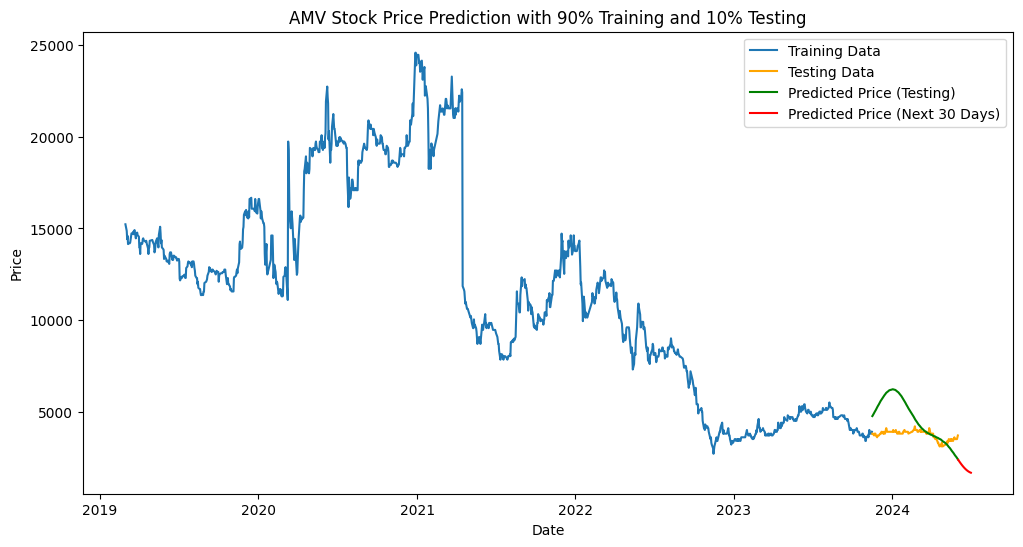 AMV Stock Price Prediction with 90% Training and 10% Testing
Training Data
Testing Data
Predicted Price (Testing)
Predicted Price (Next 30 Days)
Price
25000
20000
15000
10000
5000
2019 2020 2021 2022 2023 2024
Date